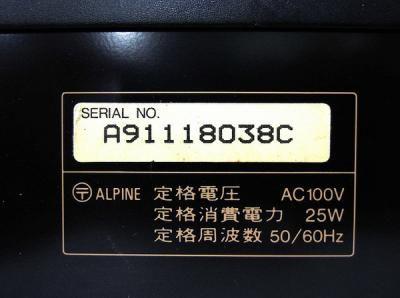 SERIAL NO.
A91118038C
〒 ALPINE 定格電圧 AC100V
定格消費電力 25W
定格周波数 50/60Hz